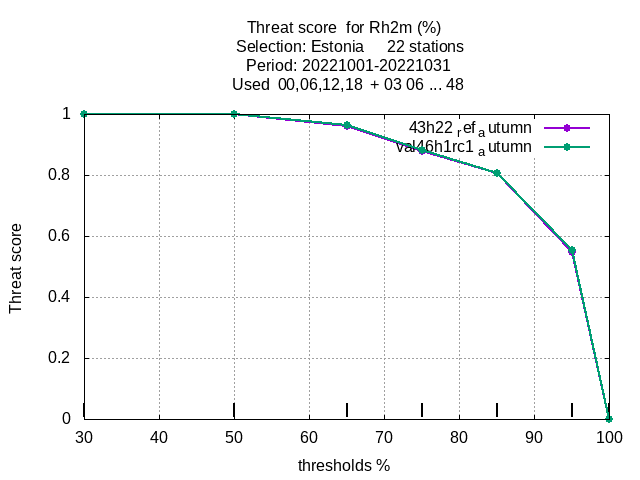 Threat score  for Rh2m (%)
Selection: Estonia     22 stations
Period: 20221001-20221031
Used  00,06,12,18  + 03 06 ... 48
43h22 ref a utumn
val46h1rc1 a utumn
1
0.8
0.6
0.4
0.2
0
Threat score
30 40 50 60 70 80 90 100
thresholds %